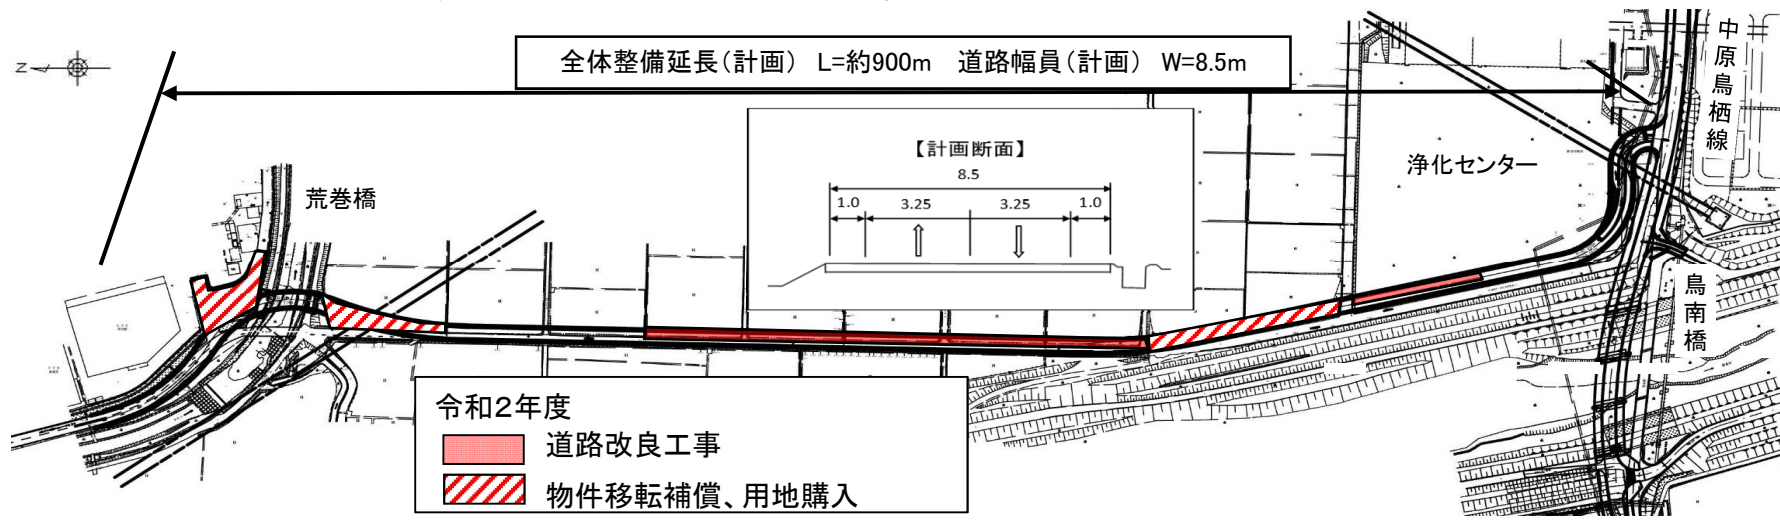 全体整備延長(計画) L=約900m 道路幅員(計画) W=8.5m
Z
中原鳥栖線
【計画断面】
8.5
1.0 3.25 3.25 1.0
浄化センター
荒巻橋
鳥南橋
令和2年度
道路改良工事
物件移転補償、用地購入